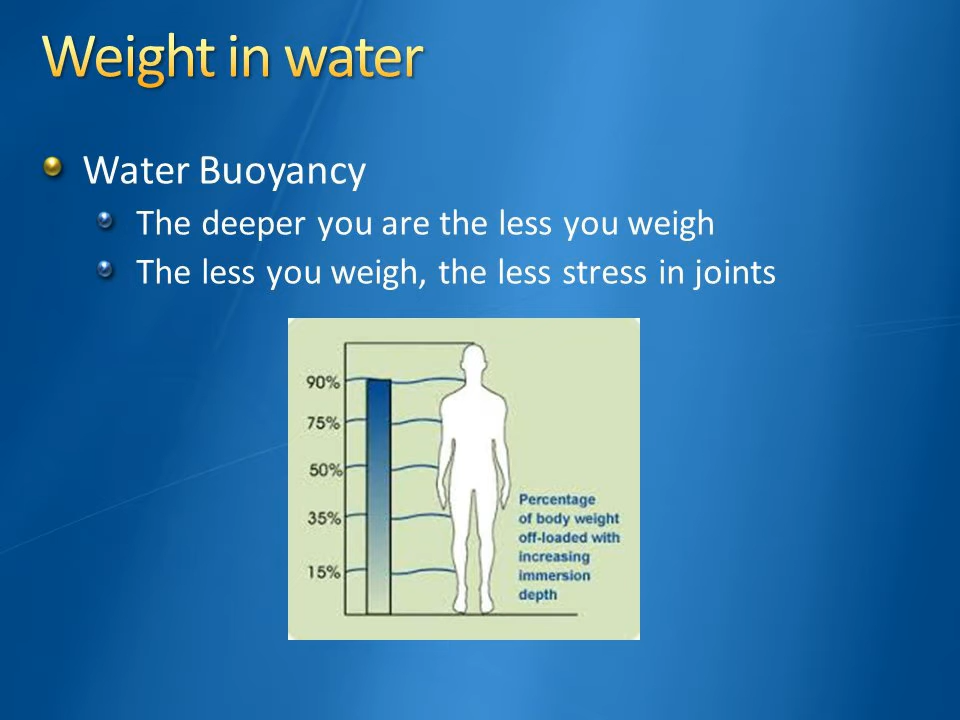 Weight in water
Water Buoyancy
The deeper you are the less you weigh
The less you weigh, the less stress in joints
90%
75%
50%
35%
15%
Percentage
of body weight
off-loaded with
increasing
immersion
depth